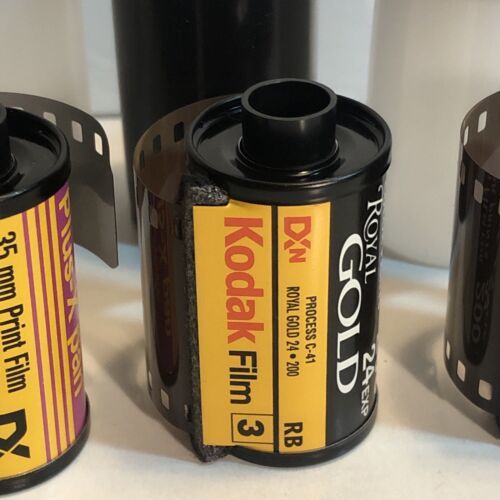 Plus-X pan
35 mm Print Film
DX
DXN
PROCESS C-41
ROYAL GOLD 24 • 200
Kodak Film
3
RB
ROYAL
GOLD
24 EXP